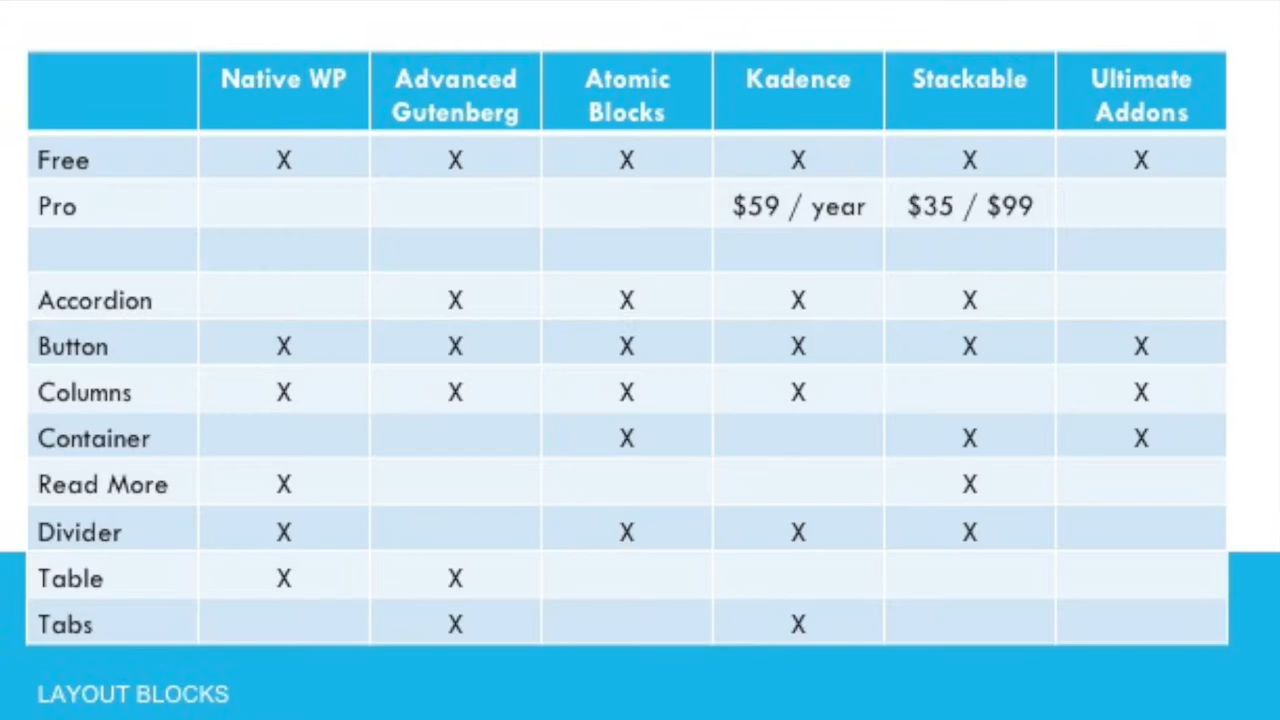 Native WP Advanced Gutenberg Atomic Blocks Kadence Stackable Ultimate Addons
Free X X X X X X
Pro $59 / year $35 / $99
Accordion X X X X
Button X X X X X X
Columns X X X X X
Container X X X
Read More X X
Divider X X X X
Table X X
Tabs X X
LAYOUT BLOCKS